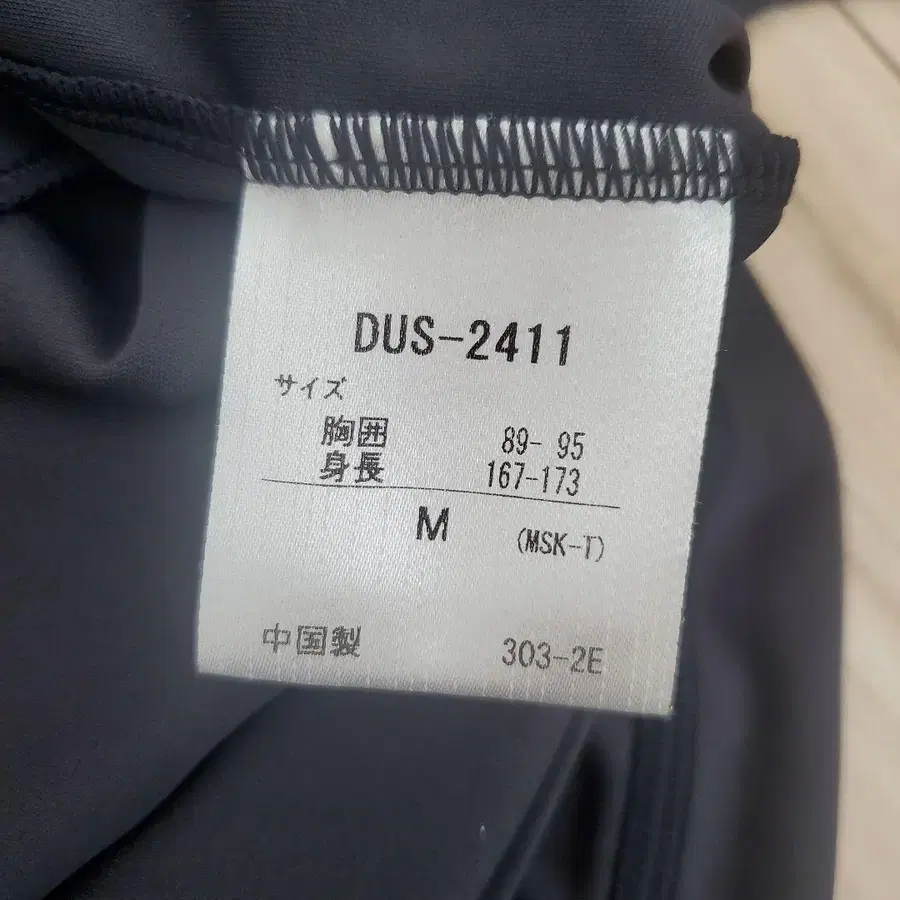 DUS-2411
サイズ
胸囲 89- 95
身長 167-173
M (MSK-T)
中国製 303-2E